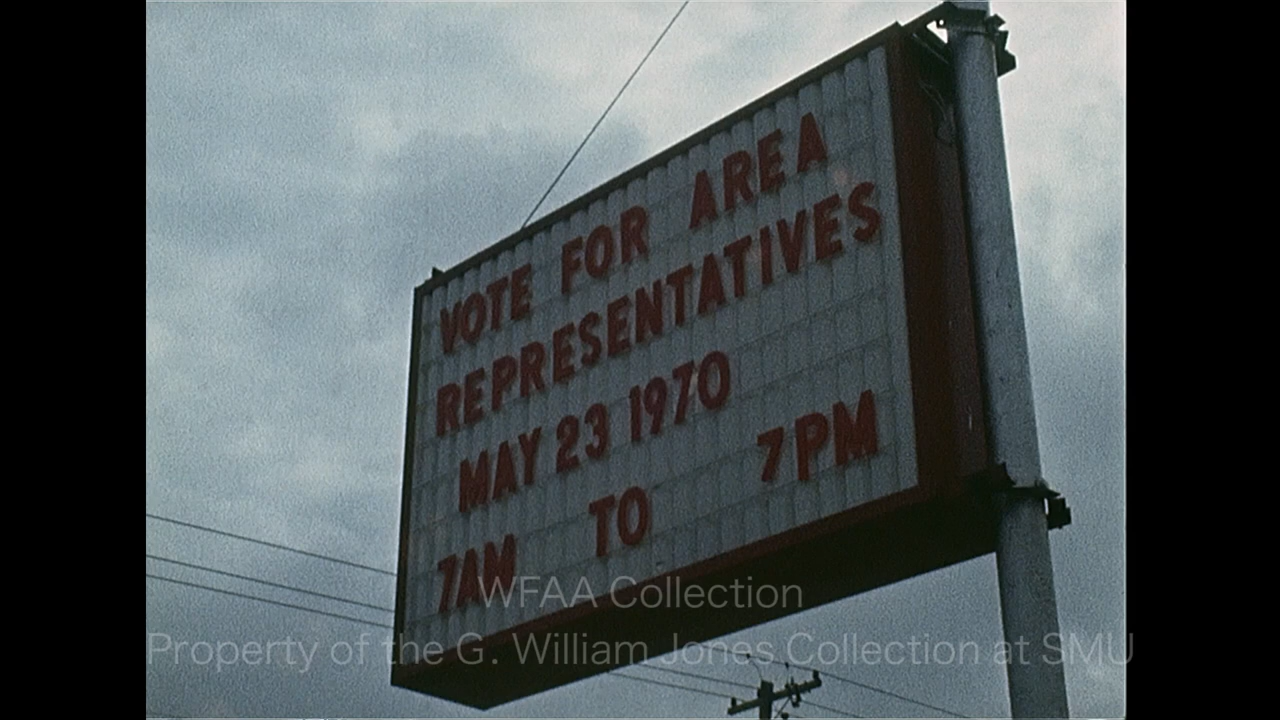 VOTE FOR AREA
REPRESENTATIVES
MAY 23 1970
7AM TO 7PM
WFAA Collection
Property of the G. William Jones Collection at SMU